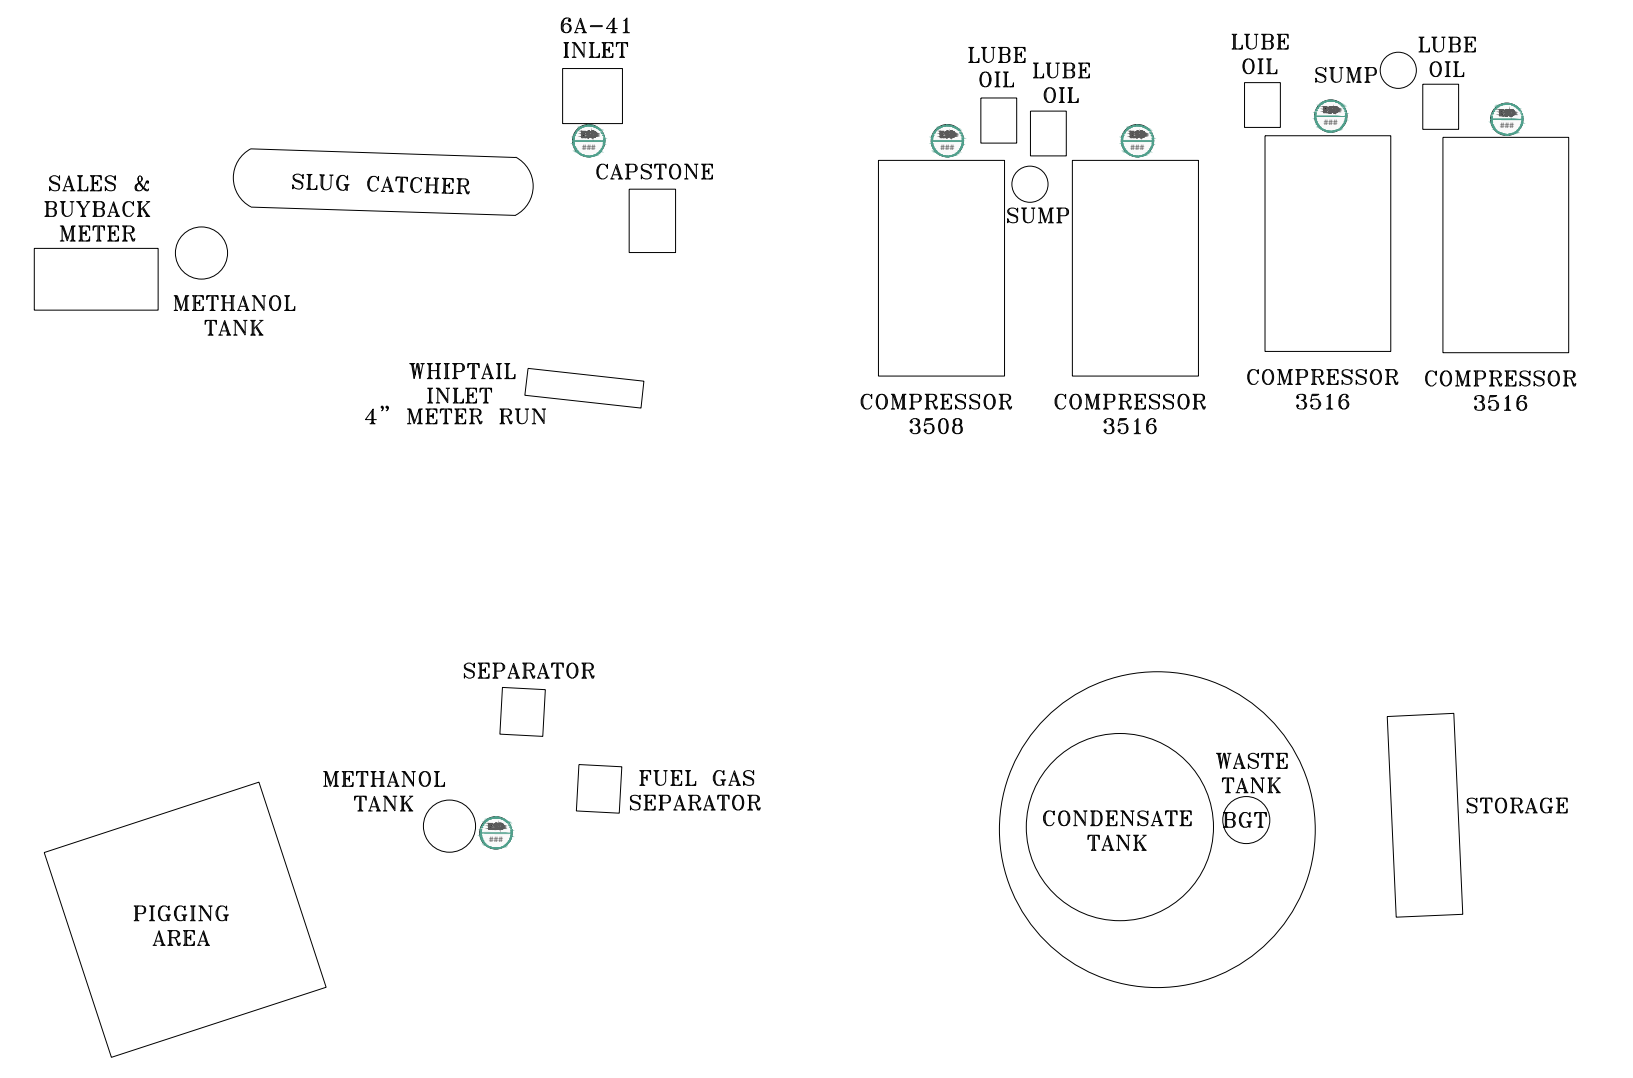 6A-41
INLET
LUBE
OIL
LUBE
OIL
LUBE
OIL
SUMP
LUBE
OIL
###
###
###
###
###
CAPSTONE
SLUG CATCHER
SALES &
BUYBACK
METER
SUMP
METHANOL
TANK
WHIPTAIL
INLET
4" METER RUN
COMPRESSOR
3508
COMPRESSOR
3516
COMPRESSOR
3516
COMPRESSOR
3516
SEPARATOR
METHANOL
TANK
###
FUEL GAS
SEPARATOR
PIGGING
AREA
WASTE
TANK
BGT
CONDENSATE
TANK
STORAGE